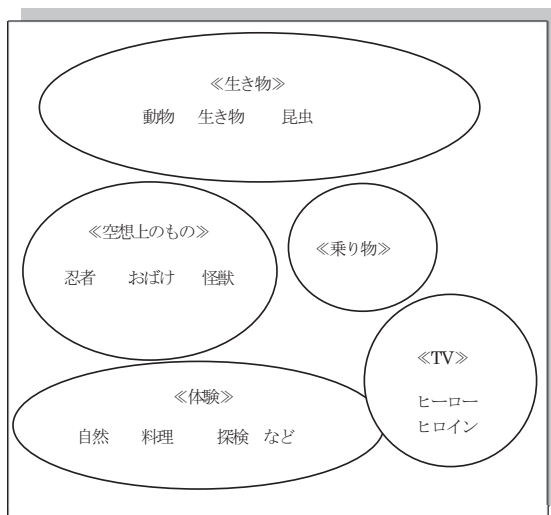 ≪生き物≫
動物 生き物 昆虫
≪空想上のもの≫
忍者 おばけ 怪獣
≪乗り物≫
≪TV≫
ヒーロー
ヒロイン
≪体験≫
自然 料理 探検 など